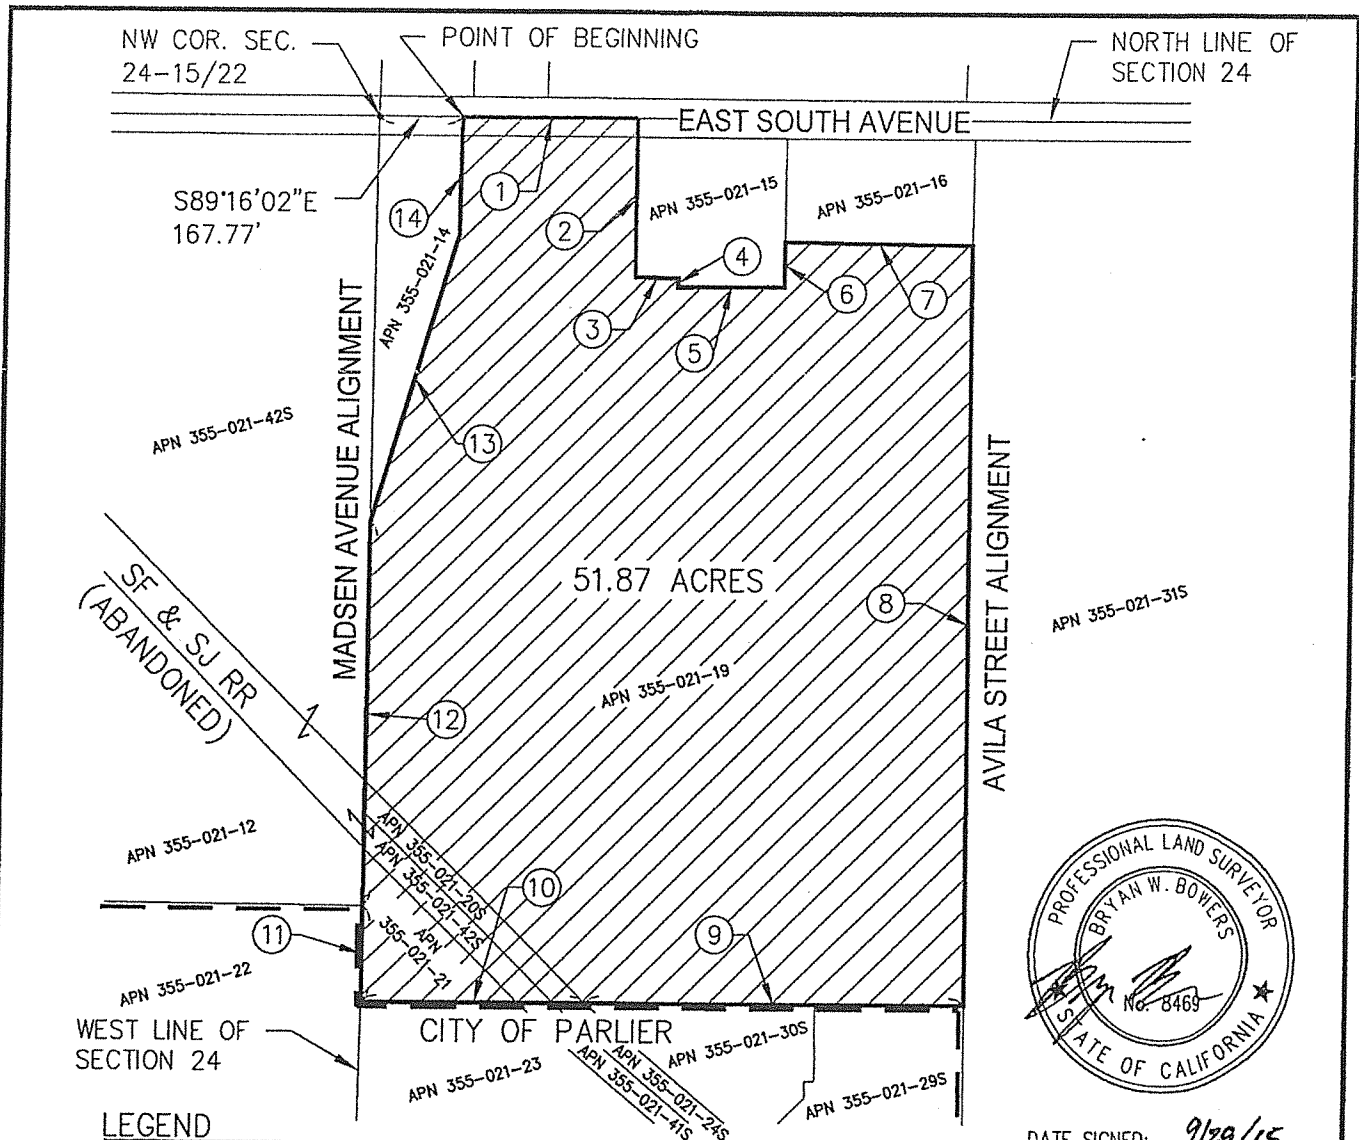 NW COR. SEC.
24-15/22
POINT OF BEGINNING
NORTH LINE OF
SECTION 24
EAST SOUTH AVENUE
S89°16'02"E
167.77'
1
2
3
4
5
6
7
8
9
10
11
12
13
14
APN 355-021-15
APN 355-021-16
APN 355-021-14
MADSEN AVENUE ALIGNMENT
APN 355-021-42S
AVILA STREET ALIGNMENT
51.87 ACRES
APN 355-021-31S
SF & SJ RR
(ABANDONED)
APN 355-021-19
APN 355-021-12
APN 355-021-20S
APN 355-021-42S
APN
355-021-21
APN 355-021-22
WEST LINE OF
SECTION 24
CITY OF PARLIER
APN 355-021-23
APN 355-021-30S
APN 355-021-24S
APN 355-021-41S
APN 355-021-29S
PROFESSIONAL LAND SURVEYOR
BRYAN W. BOWERS
No. 8469
STATE OF CALIFORNIA
LEGEND
DATE SIGNED: 9/29/15